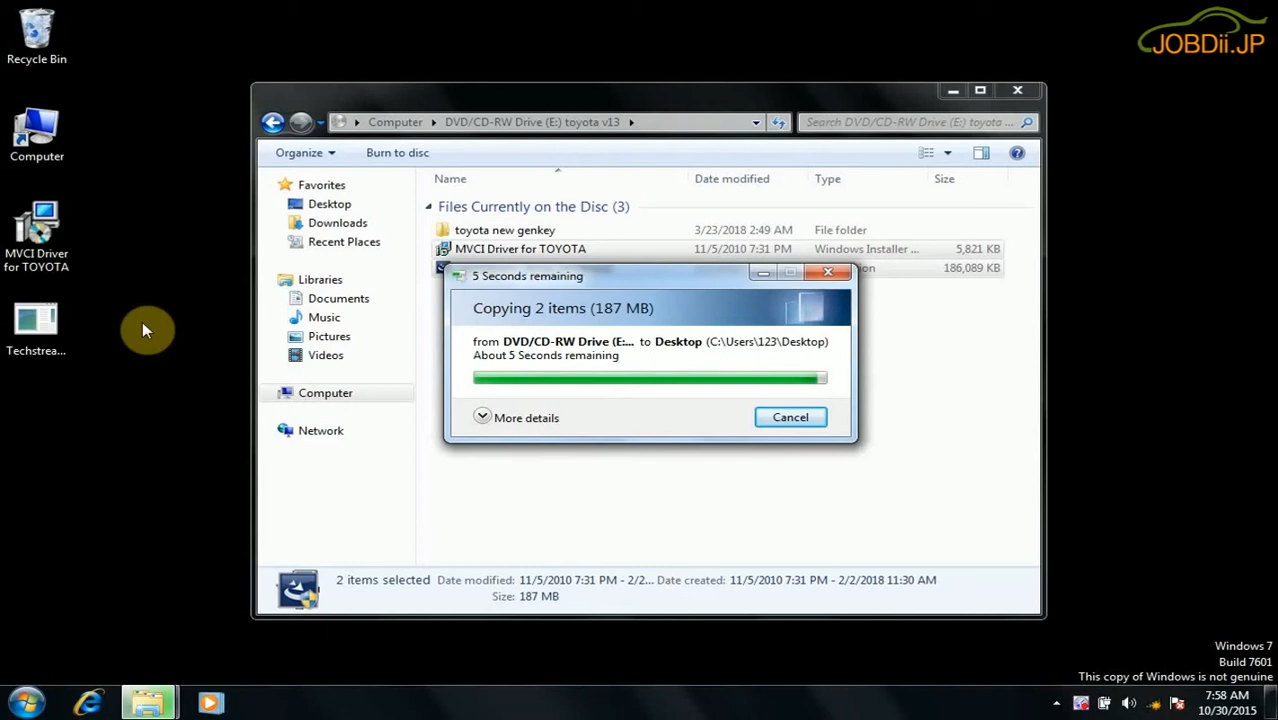 Recycle Bin
Computer
MVCI Driver
for TOYOTA
Techstrea...
JOBDii.JP
Computer
DVD/CD-RW Drive (E:) toyota v13
Search DVD/CD-RW Drive (E:) toyota ...
Organize
Burn to disc
Favorites
Desktop
Downloads
Recent Places
Libraries
Documents
Music
Pictures
Videos
Computer
Network
Name
Date modified
Type
Size
Files Currently on the Disc (3)
toyota new genkey
3/23/2018 2:49 AM
File folder
MVCI Driver for TOYOTA
11/5/2010 7:31 PM
Windows Installer ...
5,821 KB
186,089 KB
5 Seconds remaining
Copying 2 items (187 MB)
from DVD/CD-RW Drive (E:... to Desktop (C:\Users\123\Desktop)
About 5 Seconds remaining
More details
Cancel
2 items selected
Date modified: 11/5/2010 7:31 PM - 2/2...
Date created: 11/5/2010 7:31 PM - 2/2/2018 11:30 AM
Size: 187 MB
Windows 7
Build 7601
This copy of Windows is not genuine
7:58 AM
10/30/2015